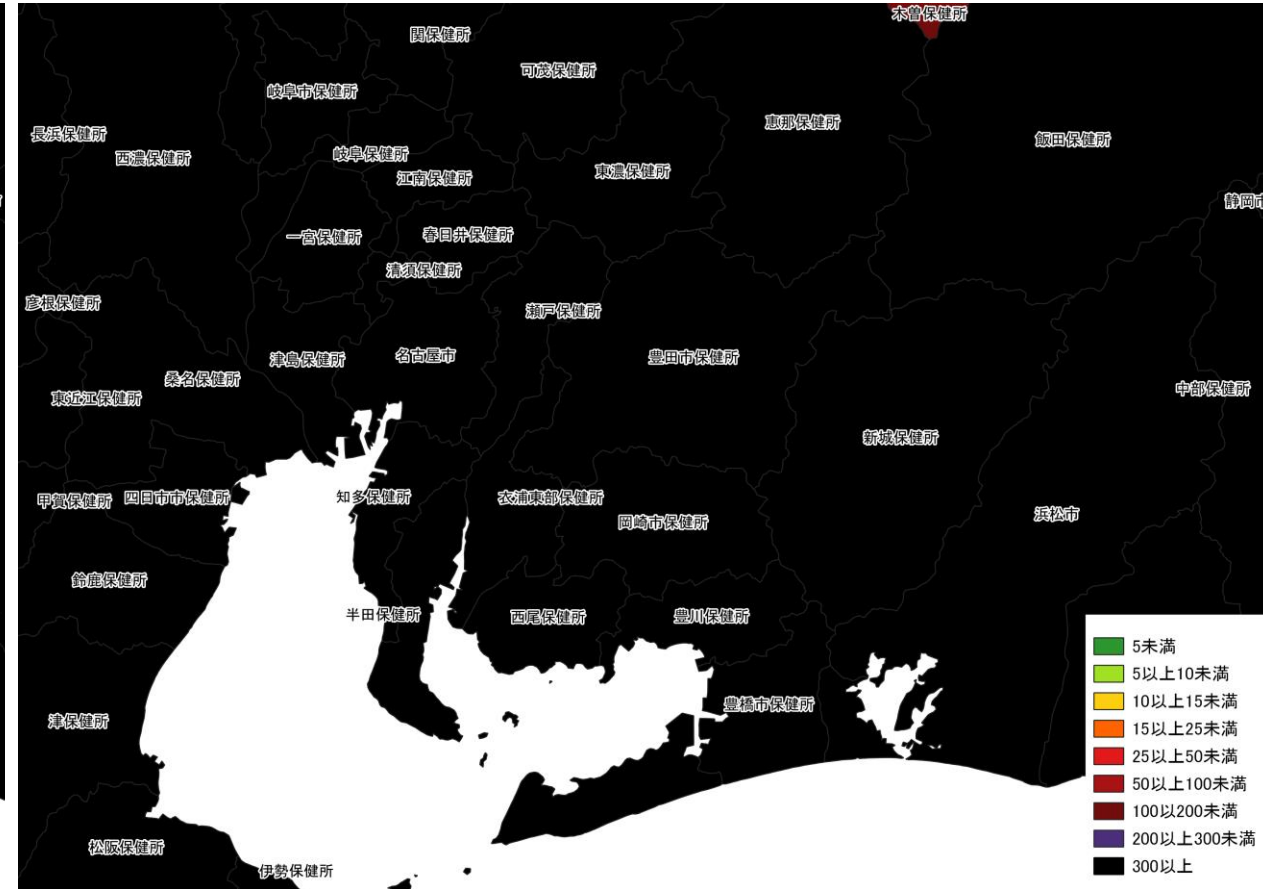 木曽保健所
関保健所
可茂保健所
岐阜市保健所
恵那保健所
長浜保健所
飯田保健所
西濃保健所
岐阜保健所
東濃保健所
江南保健所
静岡市
一宮保健所
春日井保健所
清須保健所
彦根保健所
瀬戸保健所
津島保健所
名古屋市
豊田市保健所
桑名保健所
中部保健所
東近江保健所
新城保健所
甲賀保健所
四日市市保健所
知多保健所
衣浦東部保健所
岡崎市保健所
浜松市
鈴鹿保健所
半田保健所
西尾保健所
豊川保健所
豊橋市保健所
津保健所
松阪保健所
伊勢保健所
5未満
5以上10未満
10以上15未満
15以上25未満
25以上50未満
50以上100未満
100以200未満
200以上300未満
300以上